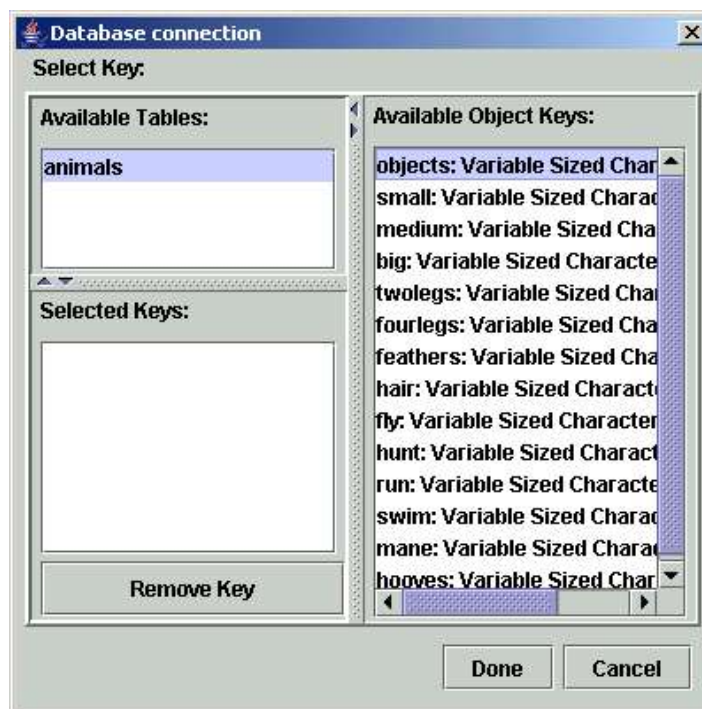 Database connection
Select Key:
Available Tables:
animals
Selected Keys:
Remove Key
Available Object Keys:
objects: Variable Sized Char
small: Variable Sized Charac
medium: Variable Sized Cha
big: Variable Sized Characte
twolegs: Variable Sized Cha
fourlegs: Variable Sized Cha
feathers: Variable Sized Cha
hair: Variable Sized Charact
fly: Variable Sized Character
hunt: Variable Sized Charact
run: Variable Sized Characte
swim: Variable Sized Charac
mane: Variable Sized Charac
hooves: Variable Sized Char
Done
Cancel